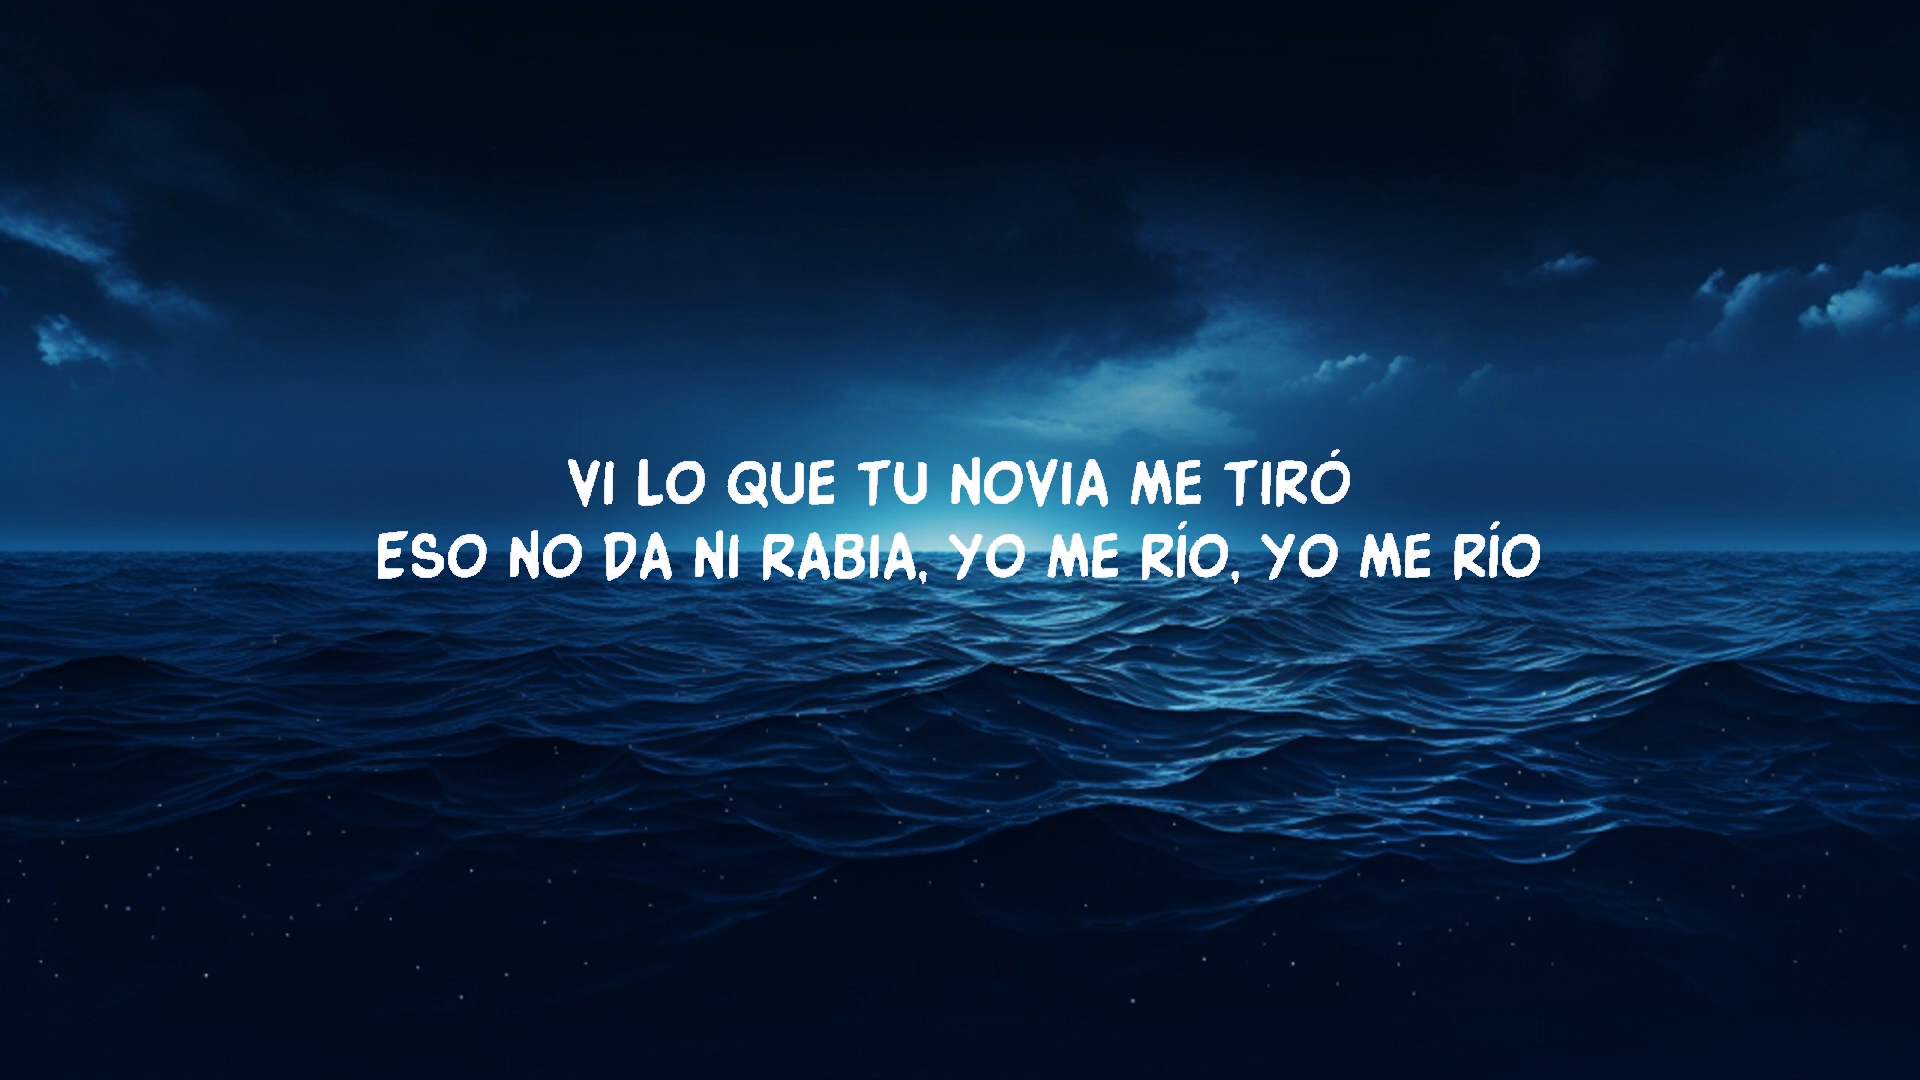 VI LO QUE TU NOVIA ME TIRÓ
ESO NO DA NI RABIA, YO ME RÍO, YO ME RÍO